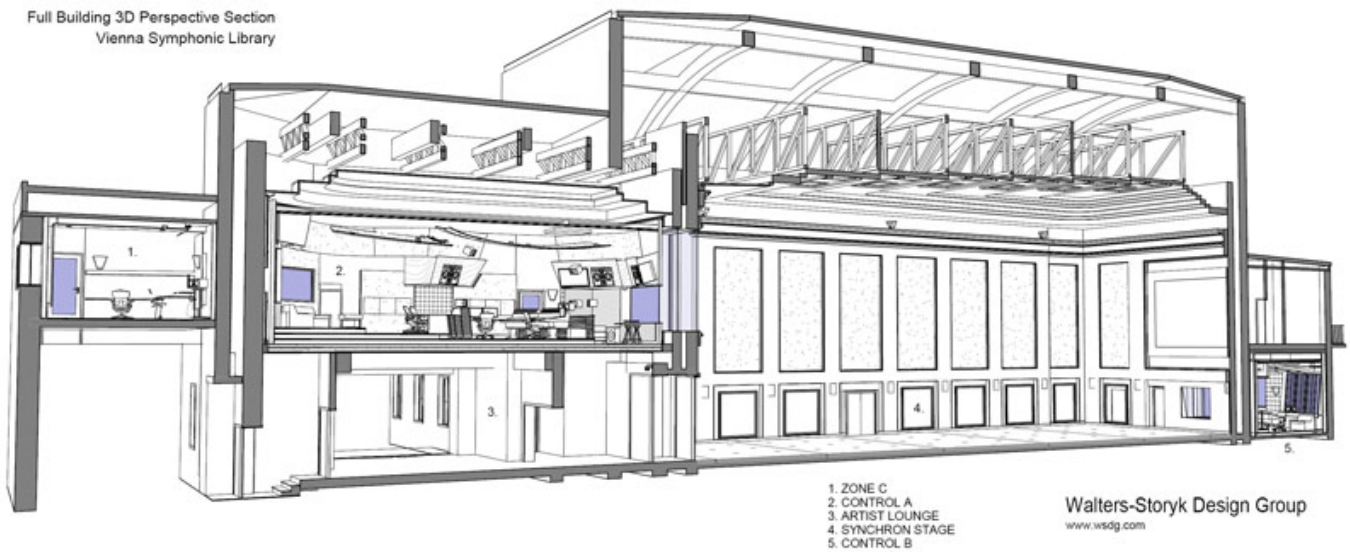 Full Building 3D Perspective Section
Vienna Symphonic Library
1.
2.
3.
4.
5.
1. ZONE C
2. CONTROL A
3. ARTIST LOUNGE
4. SYNCHRON STAGE
5. CONTROL B
Walters-Storyk Design Group
www.wsdg.com